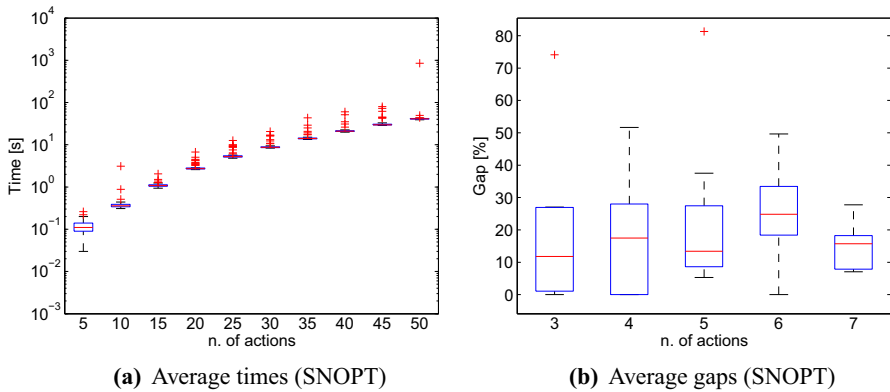 10^4
10^3
10^2
10^1
10^0
10^-1
10^-2
10^-3
Time [s]
5 10 15 20 25 30 35 40 45 50
n. of actions
(a) Average times (SNOPT)
80
70
60
50
40
30
20
10
0
Gap [%]
3 4 5 6 7
n. of actions
(b) Average gaps (SNOPT)